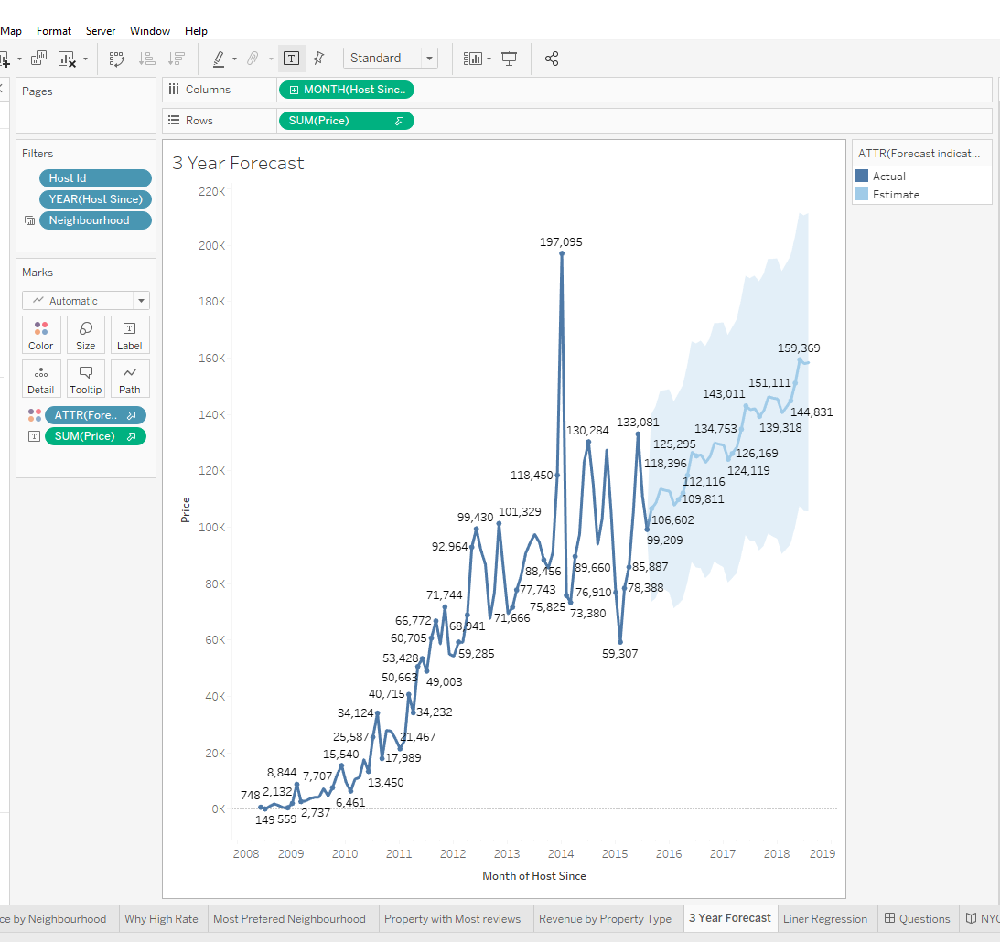 Map Format Server Window Help
Standard
Pages
Columns
MONTH(Host Sinc..
Rows
SUM(Price)
Filters
Host Id
YEAR(Host Since)
Neighbourhood
Marks
Automatic
Color Size Label
Detail Tooltip Path
ATTR(Fore..
SUM(Price)
3 Year Forecast
220K
200K
180K
160K
140K
120K
100K
80K
60K
40K
20K
0K
Price
197,095
159,369
151,111
143,011
144,831
133,081
130,284
134,753
139,318
125,295
126,169
118,450
118,396
124,119
112,116
109,811
101,329
99,430
106,602
92,964
99,209
88,456
89,660
85,887
77,743
76,910
78,388
71,744
75,825
73,380
66,772
68,941
71,666
60,705
59,285
59,307
53,428
50,663
49,003
40,715
34,124
34,232
25,587
21,467
15,540
17,989
8,844
7,707
13,450
748
2,132
6,461
149
559
2,737
2008 2009 2010 2011 2012 2013 2014 2015 2016 2017 2018 2019
Month of Host Since
ATTR(Forecast indicat...
Actual
Estimate
ce by Neighbourhood Why High Rate Most Prefered Neighbourhood Property with Most reviews Revenue by Property Type 3 Year Forecast Liner Regression Questions NYC